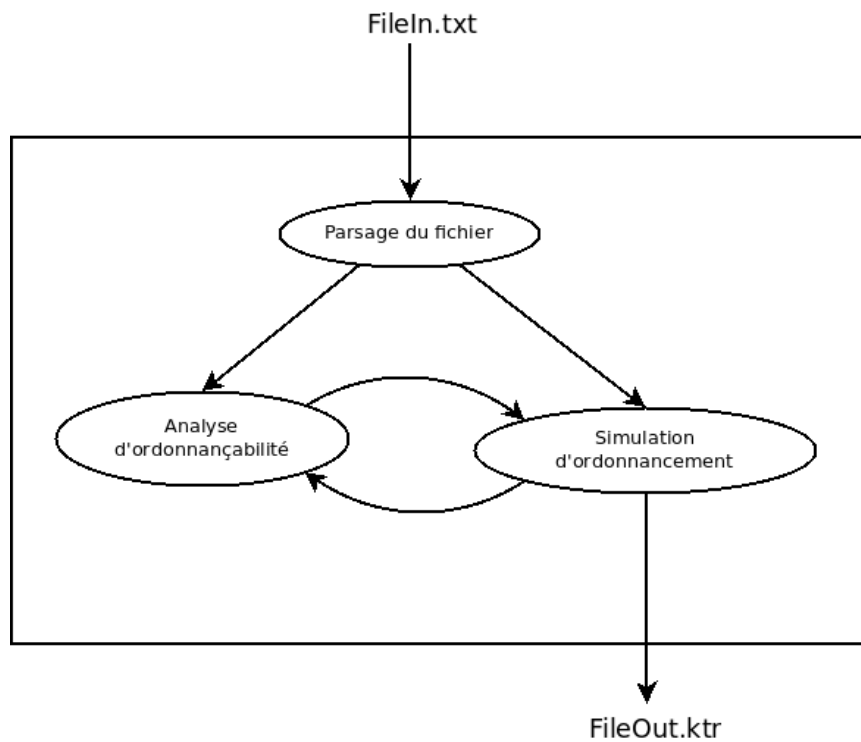 FileIn.txt
Parsage du fichier
Analyse
d'ordonnançabilité
Simulation
d'ordonnancement
FileOut.ktr